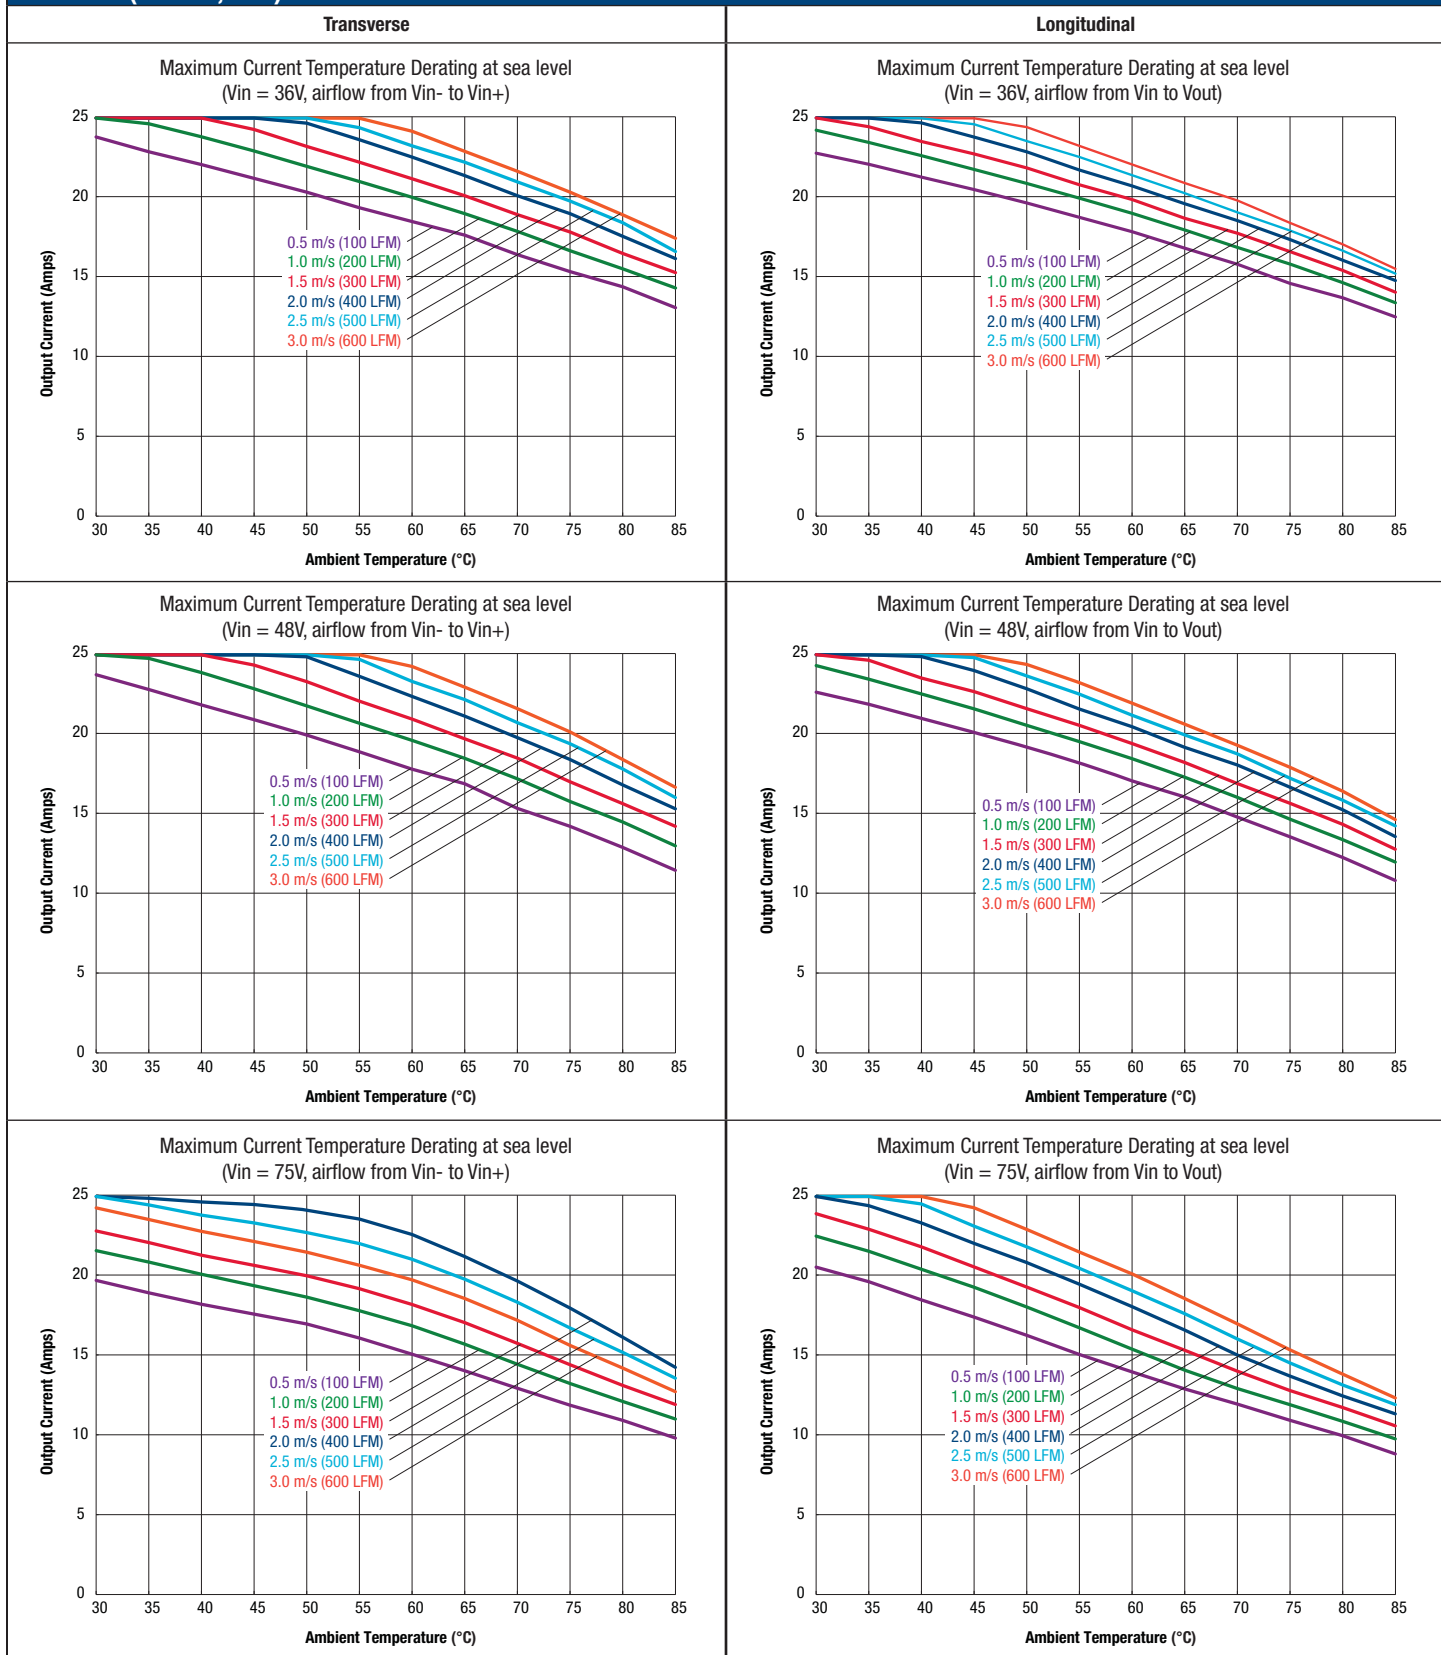 Transverse
Longitudinal
Maximum Current Temperature Derating at sea level
(Vin = 36V, airflow from Vin- to Vin+)
25
20
15
10
5
0
Output Current (Amps)
0.5 m/s (100 LFM)
1.0 m/s (200 LFM)
1.5 m/s (300 LFM)
2.0 m/s (400 LFM)
2.5 m/s (500 LFM)
3.0 m/s (600 LFM)
30 35 40 45 50 55 60 65 70 75 80 85
Ambient Temperature (°C)
Maximum Current Temperature Derating at sea level
(Vin = 36V, airflow from Vin to Vout)
25
20
15
10
5
0
Output Current (Amps)
0.5 m/s (100 LFM)
1.0 m/s (200 LFM)
1.5 m/s (300 LFM)
2.0 m/s (400 LFM)
2.5 m/s (500 LFM)
3.0 m/s (600 LFM)
30 35 40 45 50 55 60 65 70 75 80 85
Ambient Temperature (°C)
Maximum Current Temperature Derating at sea level
(Vin = 48V, airflow from Vin- to Vin+)
25
20
15
10
5
0
Output Current (Amps)
0.5 m/s (100 LFM)
1.0 m/s (200 LFM)
1.5 m/s (300 LFM)
2.0 m/s (400 LFM)
2.5 m/s (500 LFM)
3.0 m/s (600 LFM)
30 35 40 45 50 55 60 65 70 75 80 85
Ambient Temperature (°C)
Maximum Current Temperature Derating at sea level
(Vin = 48V, airflow from Vin to Vout)
25
20
15
10
5
0
Output Current (Amps)
0.5 m/s (100 LFM)
1.0 m/s (200 LFM)
1.5 m/s (300 LFM)
2.0 m/s (400 LFM)
2.5 m/s (500 LFM)
3.0 m/s (600 LFM)
30 35 40 45 50 55 60 65 70 75 80 85
Ambient Temperature (°C)
Maximum Current Temperature Derating at sea level
(Vin = 75V, airflow from Vin- to Vin+)
25
20
15
10
5
0
Output Current (Amps)
0.5 m/s (100 LFM)
1.0 m/s (200 LFM)
1.5 m/s (300 LFM)
2.0 m/s (400 LFM)
2.5 m/s (500 LFM)
3.0 m/s (600 LFM)
30 35 40 45 50 55 60 65 70 75 80 85
Ambient Temperature (°C)
Maximum Current Temperature Derating at sea level
(Vin = 75V, airflow from Vin to Vout)
25
20
15
10
5
0
Output Current (Amps)
0.5 m/s (100 LFM)
1.0 m/s (200 LFM)
1.5 m/s (300 LFM)
2.0 m/s (400 LFM)
2.5 m/s (500 LFM)
3.0 m/s (600 LFM)
30 35 40 45 50 55 60 65 70 75 80 85
Ambient Temperature (°C)